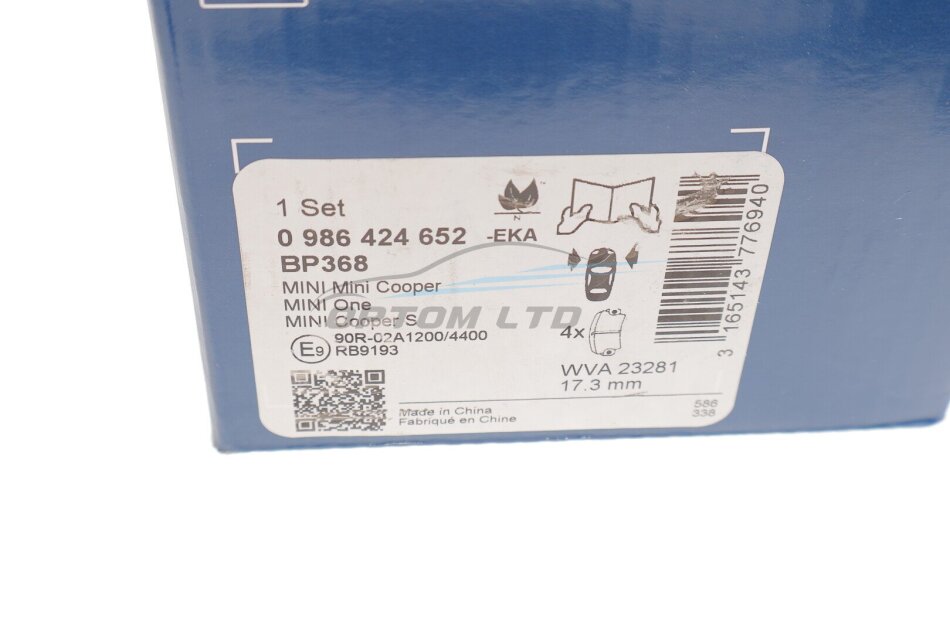 1 Set
0 986 424 652 -EKA
BP368
MINI Mini Cooper
MINI One
MINI Cooper S
E9 90R-02A1200/4400
RB9193
N
4x
WVA 23281
17.3 mm
Made in China
Fabriqué en Chine
586
338
3 165143 776940
OPTOM LTD